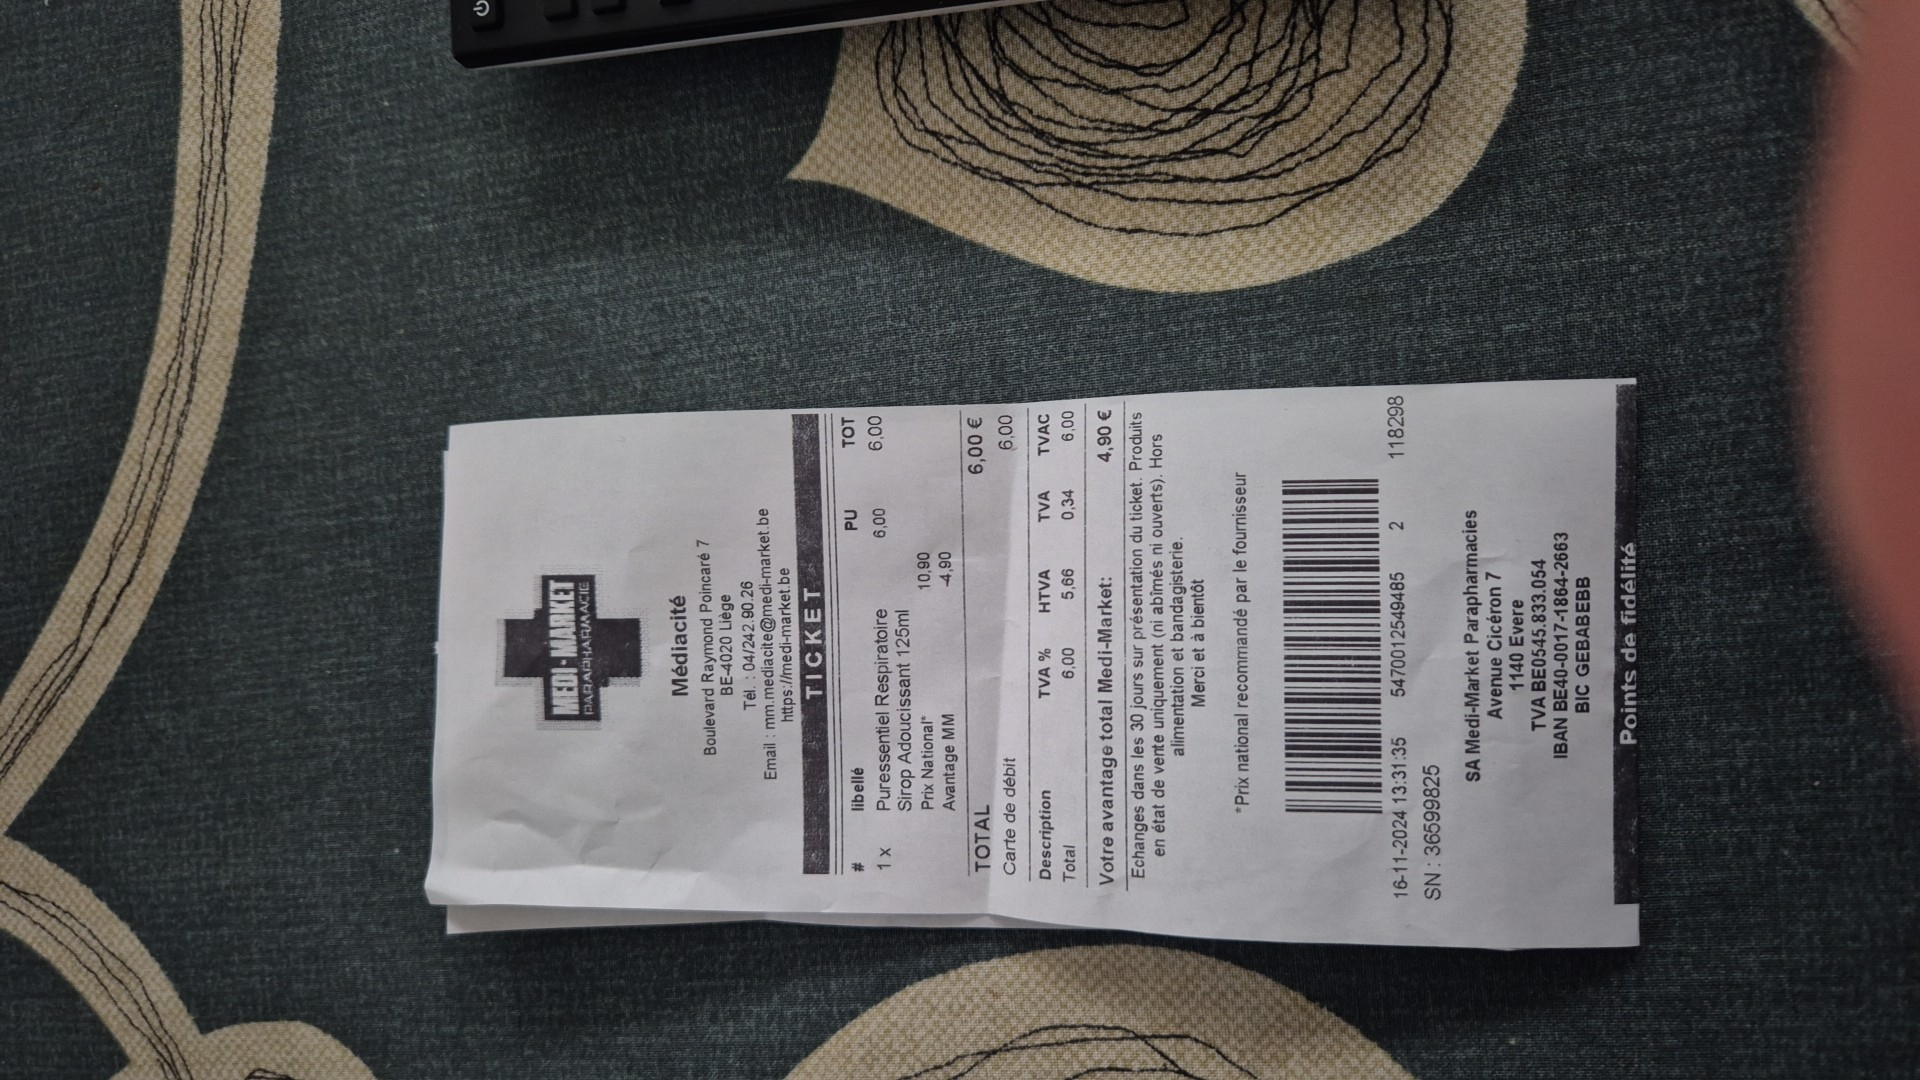 MEDI-MARKET
PARAPHARMACIE
Médiacité
Boulevard Raymond Poincaré 7
BE-4020 Liège
Tél. : 04/242.90.26
Email : mm.mediacite@medi-market.be
https://medi-market.be
TICKET
# libellé PU TOT
1 x Puressentiel Respiratoire 6,00 6,00
Sirop Adoucissant 125ml
Prix National* 10,90
Avantage MM -4,90
TOTAL 6,00 €
Carte de débit 6,00
Description TVA % HTVA TVA TVAC
Total 6,00 5,66 0,34 6,00
Votre avantage total Medi-Market: 4,90 €
Echanges dans les 30 jours sur présentation du ticket. Produits
en état de vente uniquement (ni abîmés ni ouverts). Hors
alimentation et bandagisterie.
Merci et à bientôt
*Prix national recommandé par le fournisseur
16-11-2024 13:31:35 5470012549485 2 118298
SN : 36599825
SA Medi-Market Parapharmacies
Avenue Cicéron 7
1140 Evere
TVA BE0545.833.054
IBAN BE40-0017-1864-2663
BIC GEBABEBB
Points de fidélité